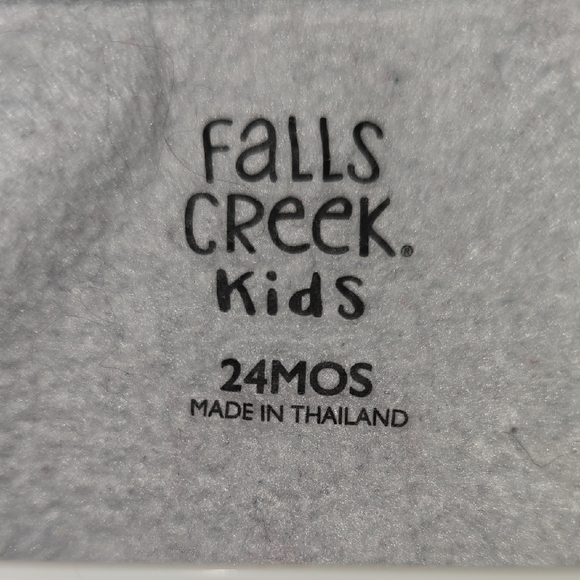 Falls
Creek®
Kids
24MOS
MADE IN THAILAND